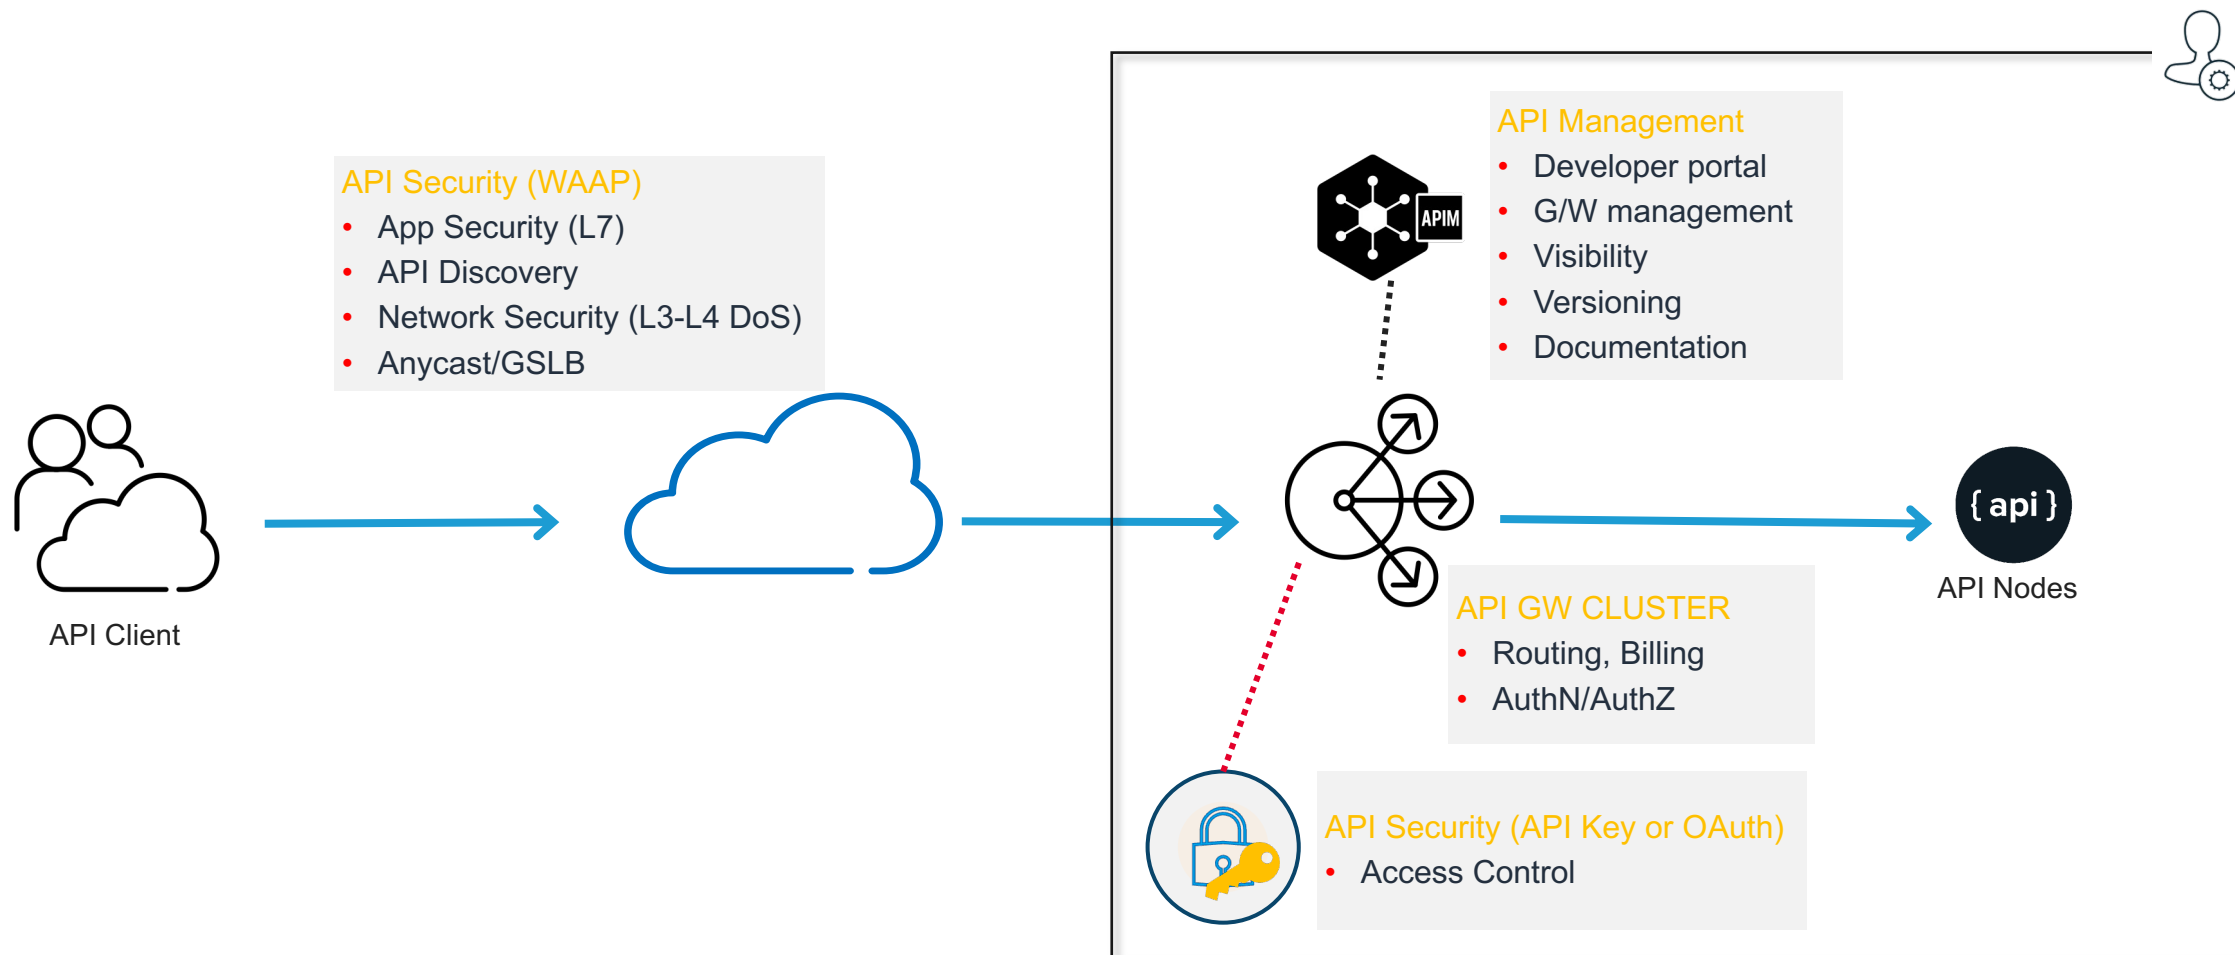 API Security (WAAP)
• App Security (L7)
• API Discovery
• Network Security (L3-L4 DoS)
• Anycast/GSLB
API Client
APIM
API Management
• Developer portal
• G/W management
• Visibility
• Versioning
• Documentation
{ api }
API Nodes
API GW CLUSTER
• Routing, Billing
• AuthN/AuthZ
API Security (API Key or OAuth)
• Access Control